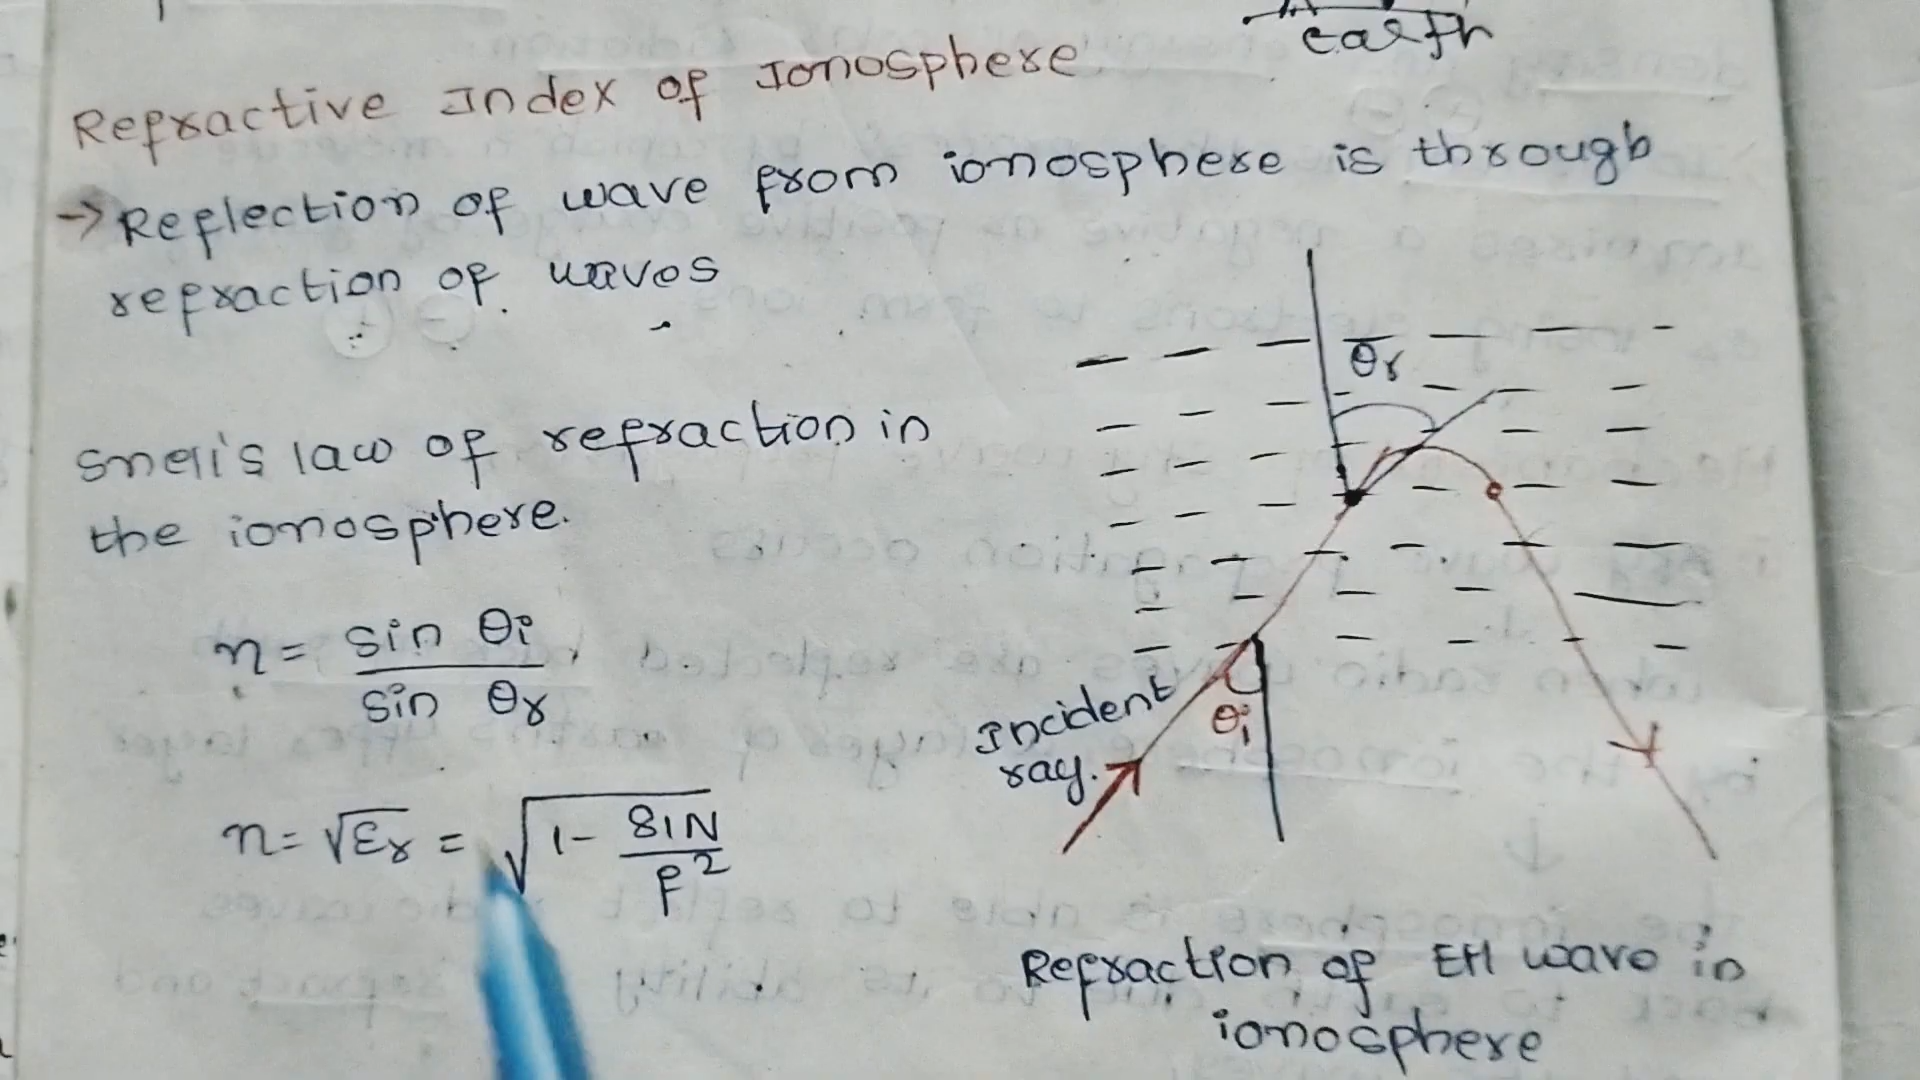 earth
Refractive Index of Ionosphere
→ Reflection of wave from ionosphere is through
refraction of waves
θr
Snell's law of refraction in
the ionosphere.
n = sin θi / sin θr
Incident
ray.
θi
n = √εr = √(1 - 81N / f²)
Refraction of EH wave in
ionosphere